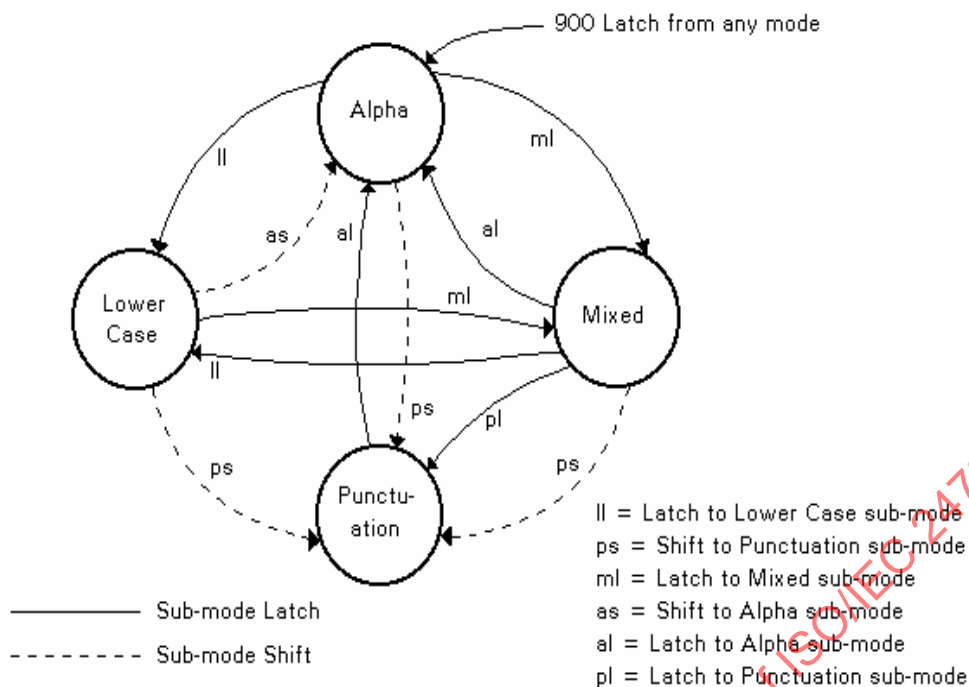 900 Latch from any mode
Alpha
ll
ml
as
al
al
Lower
Case
ml
Mixed
ll
ps
pl
ps
ps
Punctu-
ation
ll = Latch to Lower Case sub-mode
ps = Shift to Punctuation sub-mode
ml = Latch to Mixed sub-mode
as = Shift to Alpha sub-mode
al = Latch to Alpha sub-mode
pl = Latch to Punctuation sub-mode
Sub-mode Latch
Sub-mode Shift
ISO/IEC 247